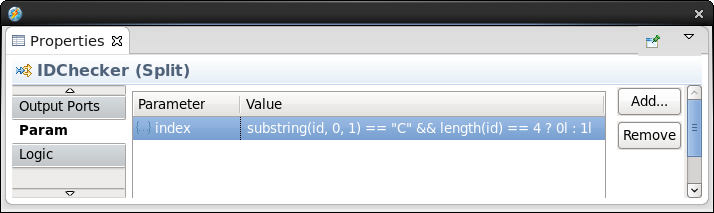 Properties
IDChecker (Split)
Output Ports
Param
Logic
Parameter Value
index substring(id, 0, 1) == "C" && length(id) == 4 ? 0l : 1l
Add...
Remove